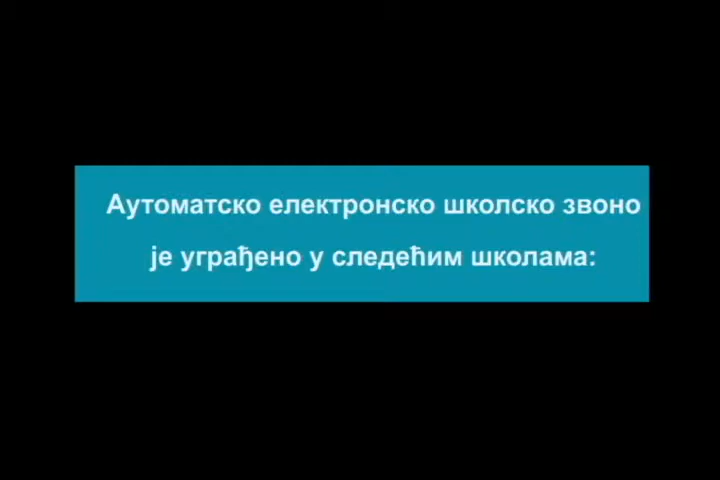 Аутоматско електронско школско звоно
је уграђено у следећим школама: